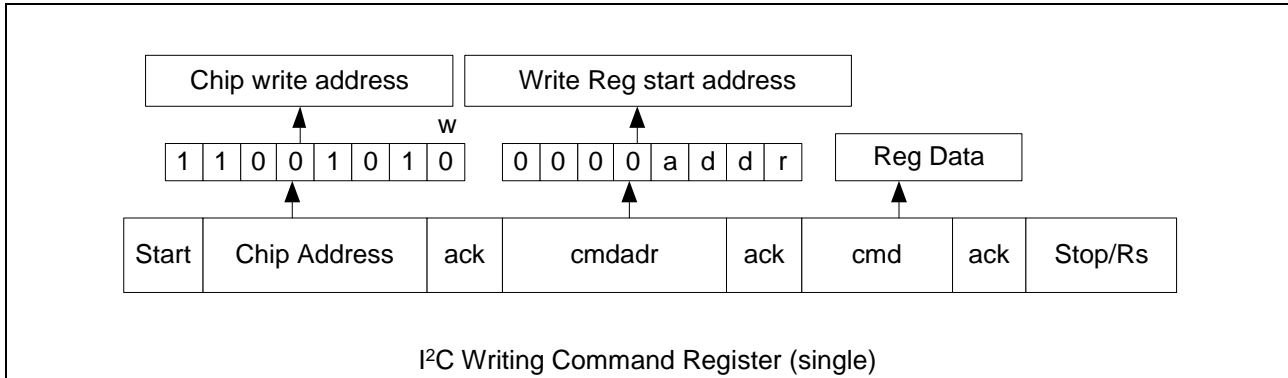 Chip write address Write Reg start address
w
1 1 0 0 1 0 1 0 0 0 0 0 a d d r Reg Data
Start Chip Address ack cmdadr ack cmd ack Stop/Rs
I²C Writing Command Register (single)